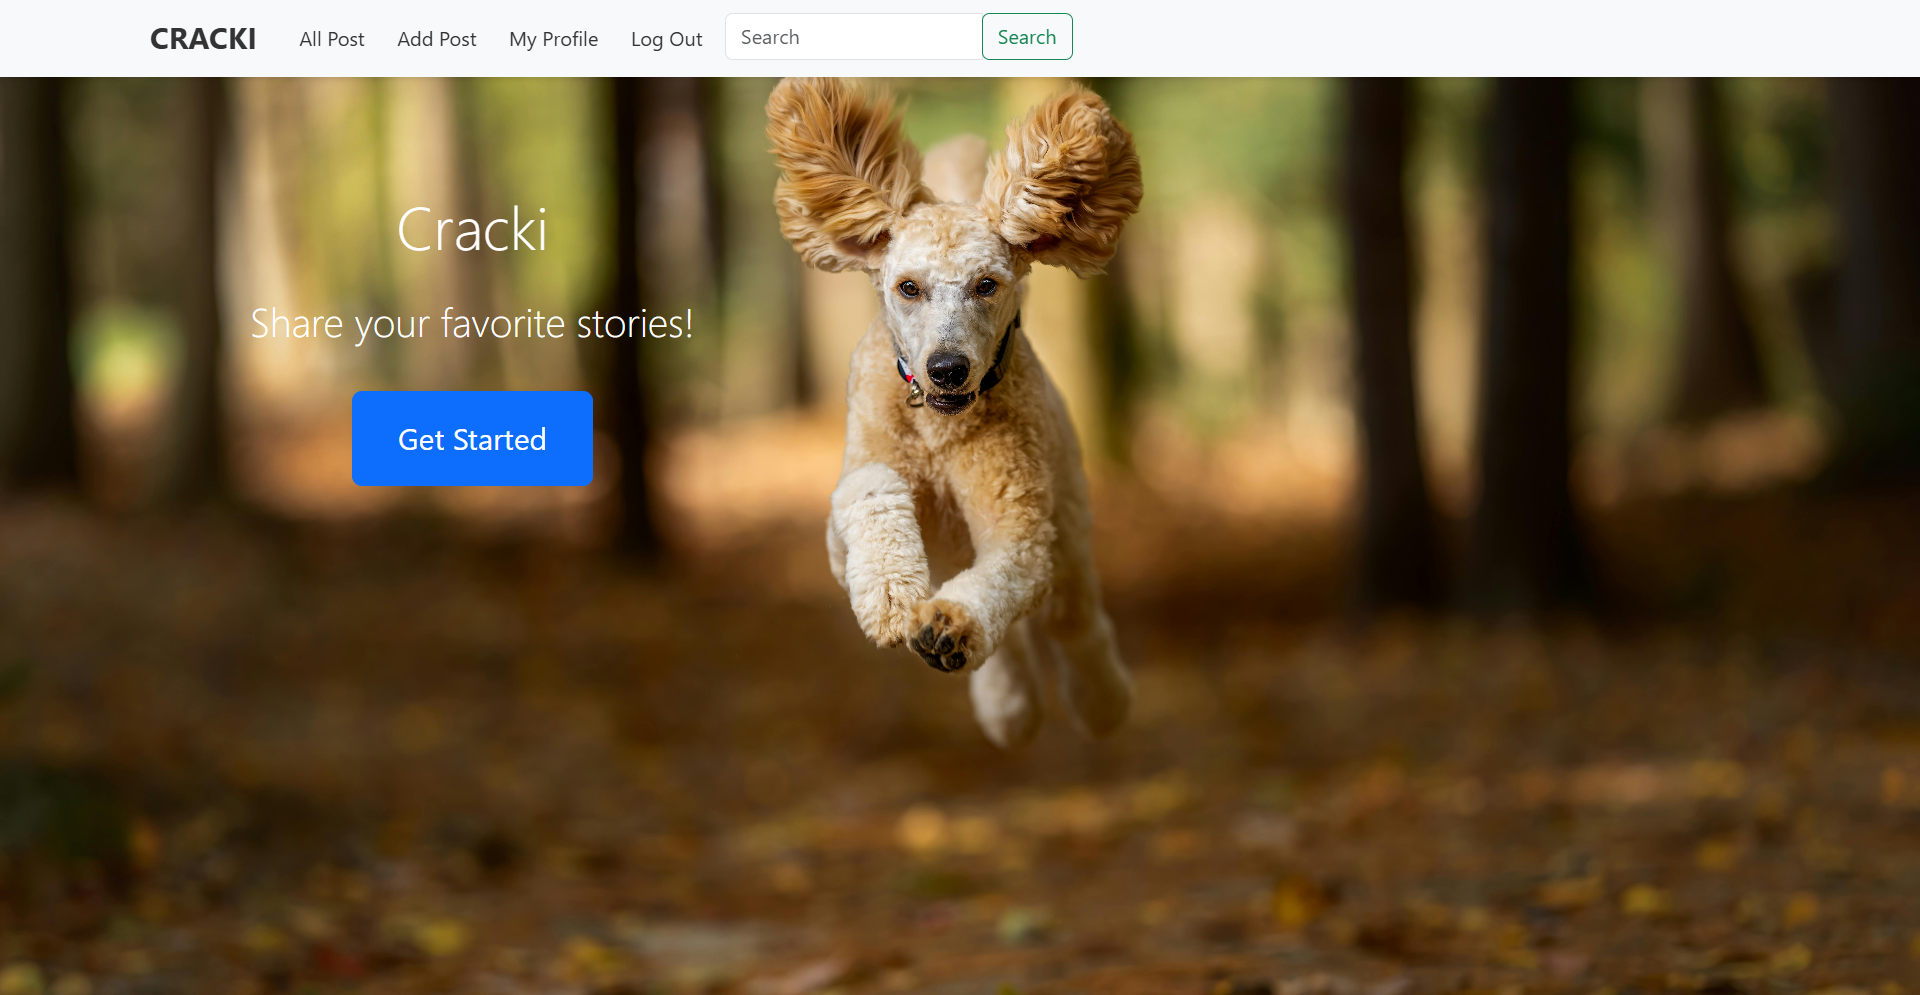 CRACKI All Post Add Post My Profile Log Out Search Search
Cracki
Share your favorite stories!
Get Started